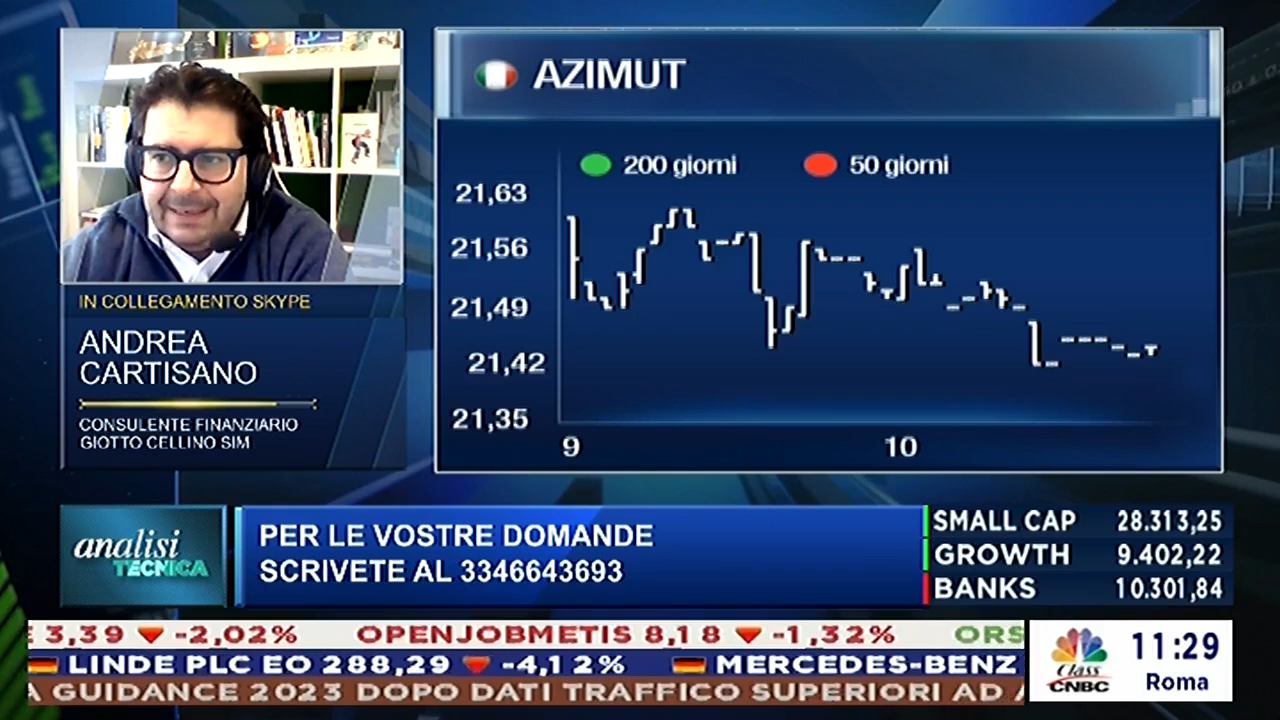 AZIMUT
200 giorni
50 giorni
21,63
21,56
21,49
21,42
21,35
9
10
IN COLLEGAMENTO SKYPE
ANDREA
CARTISANO
CONSULENTE FINANZIARIO
GIOTTO CELLINO SIM
analisi
TECNICA
PER LE VOSTRE DOMANDE
SCRIVETE AL 3346643693
SMALL CAP 28.313,25
GROWTH 9.402,22
BANKS 10.301,84
3,39 -2,02% OPENJOBMETIS 8,18 -1,32% ORS
LINDE PLC EO 288,29 -4,12% MERCEDES-BENZ
A GUIDANCE 2023 DOPO DATI TRAFFICO SUPERIORI AD A
Class
CNBC
11:29
Roma